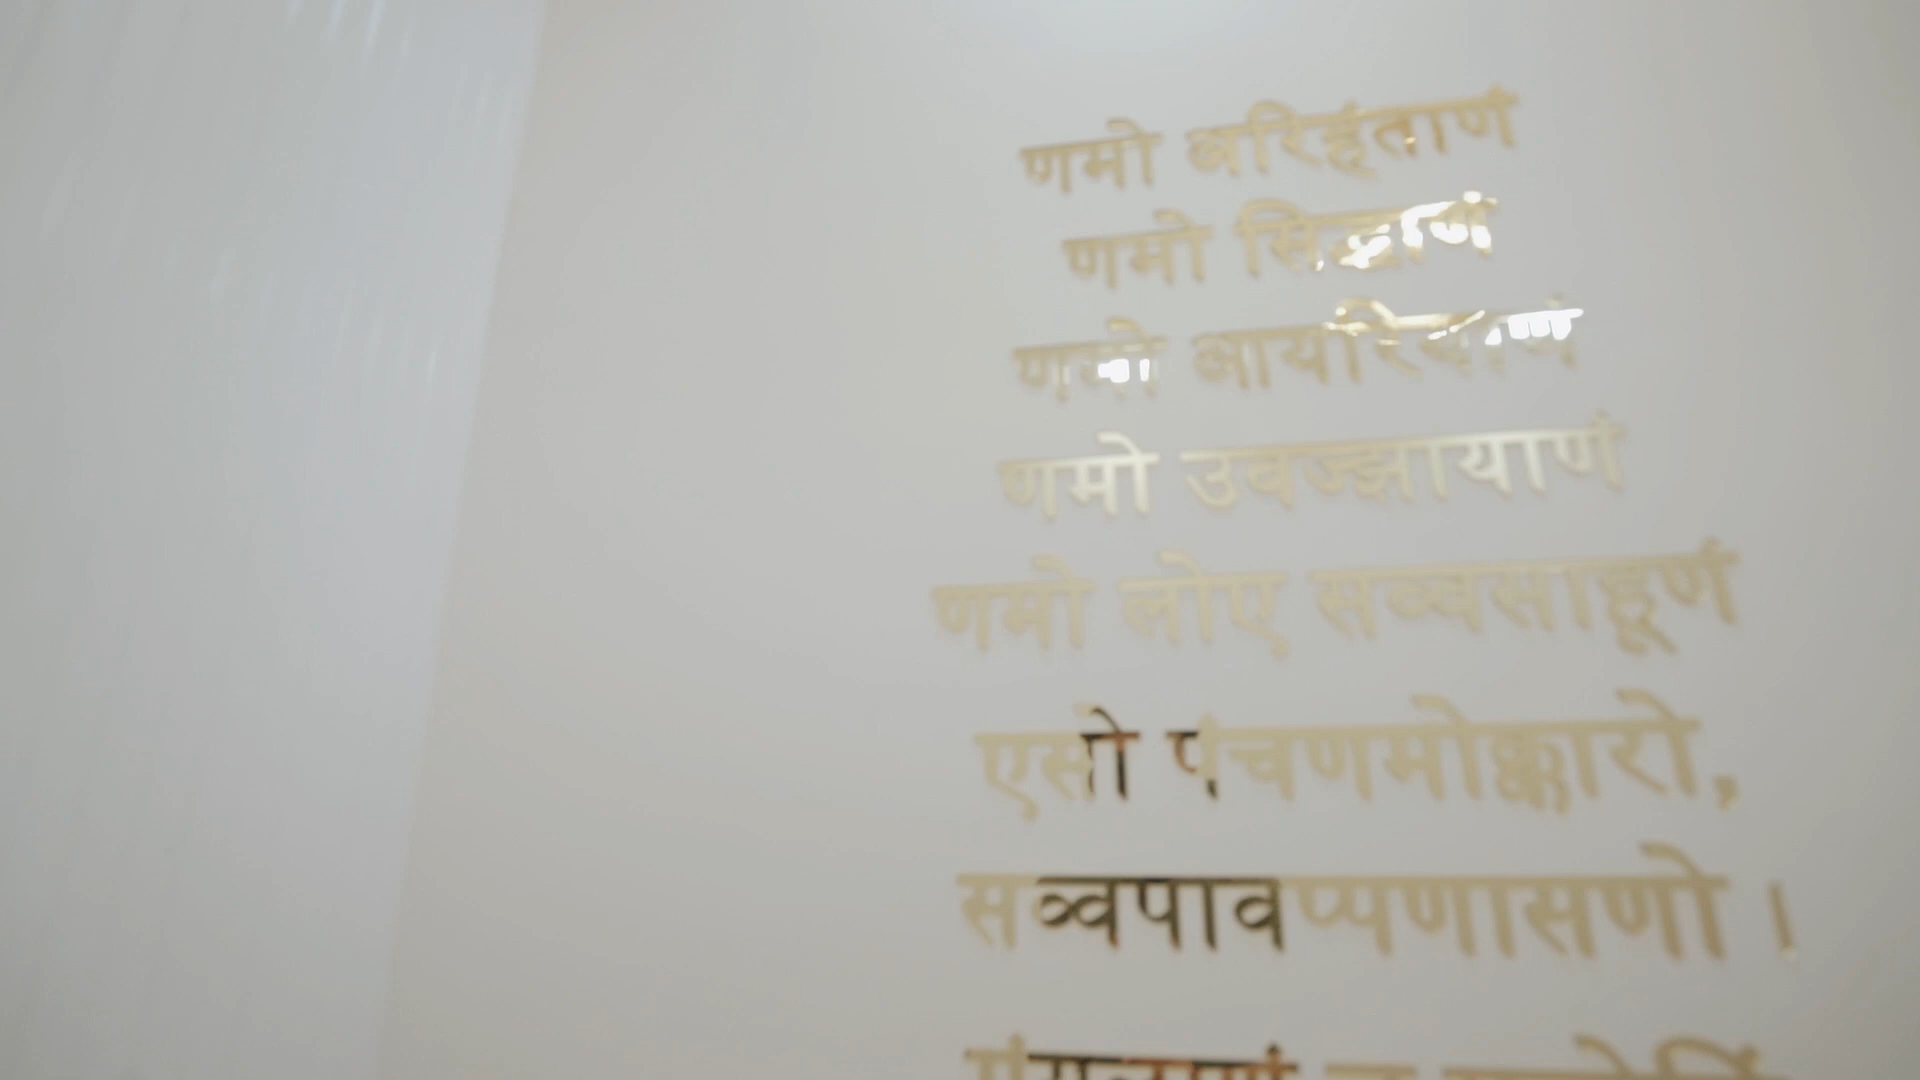 णमो अरिहंताणं
णमो सिद्धाणं
णमो आयरियाणं
णमो उवज्झायाणं
णमो लोए सव्वसाहूणं
एसो पंचणमोक्कारो,
सव्वपावप्पणासणो ।